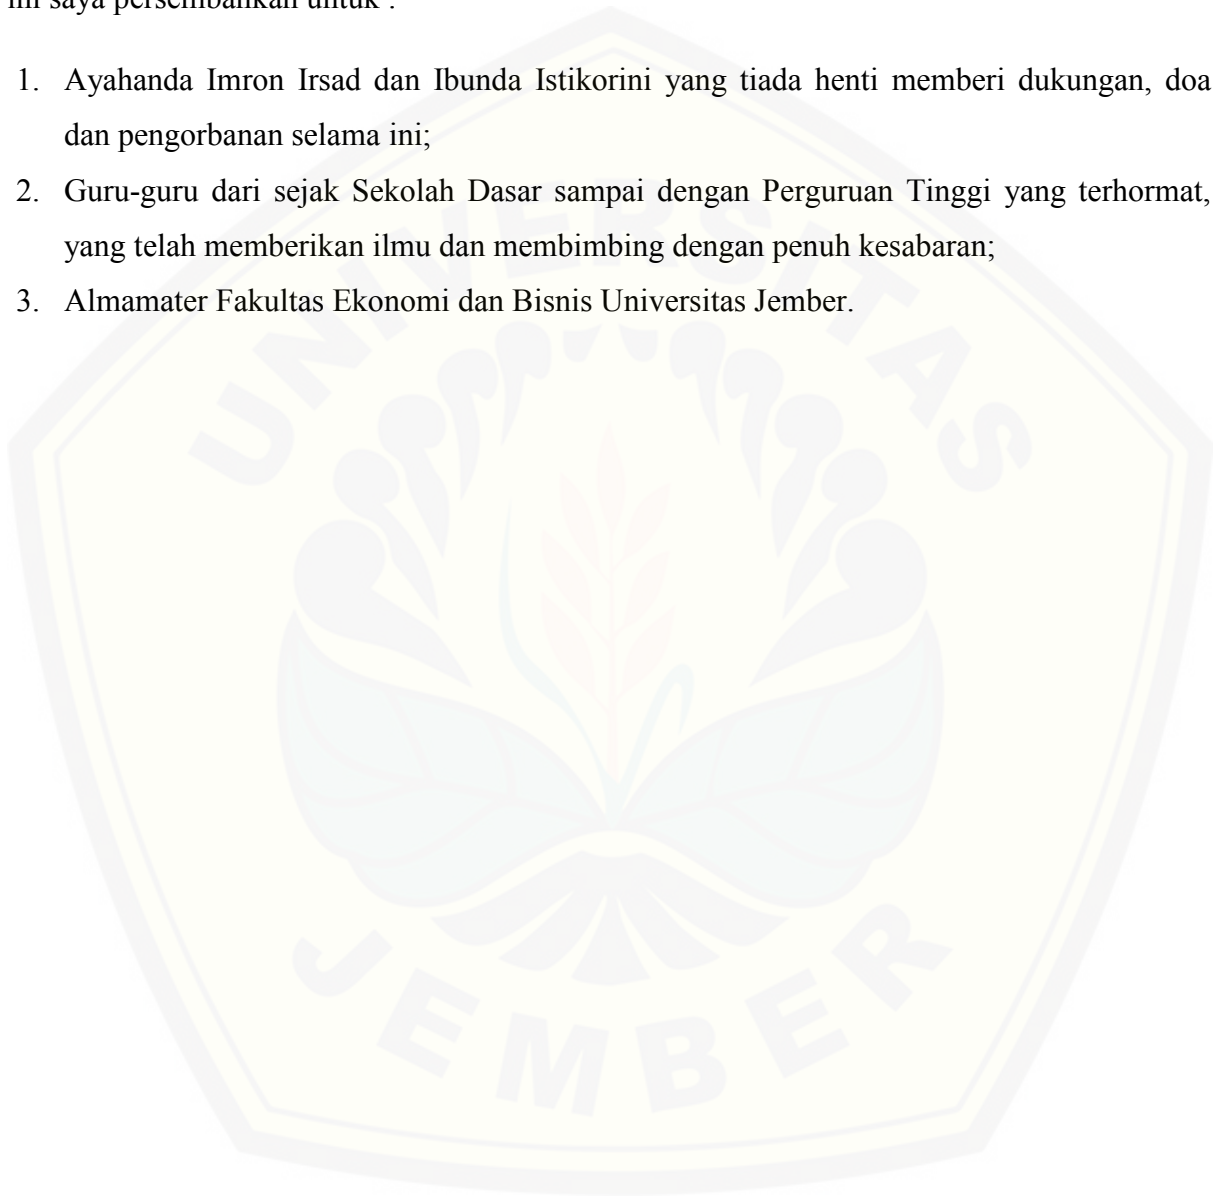 ini saya persembahkan untuk :
1. Ayahanda Imron Irsad dan Ibunda Istikorini yang tiada henti memberi dukungan, doa
dan pengorbanan selama ini;
2. Guru-guru dari sejak Sekolah Dasar sampai dengan Perguruan Tinggi yang terhormat,
yang telah memberikan ilmu dan membimbing dengan penuh kesabaran;
3. Almamater Fakultas Ekonomi dan Bisnis Universitas Jember.
UNIVERSITAS
JEMBER